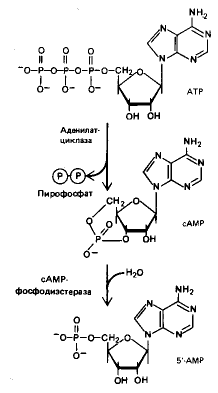 NH₂
N
N
N
N
O
O
O
⁻O—P—O—P—O—P—O—CH₂
O
O⁻
O⁻
O⁻
OH OH
ATP
Аденилат-
циклаза
P P
Пирофосфат
NH₂
N
N
N
N
CH₂
O
O
cAMP
O
P
O
OH
O⁻
cAMP-
фосфодиэстераза
H₂O
NH₂
N
N
N
N
O
⁻O—P—O—CH₂
O
O⁻
OH OH
5'-AMP